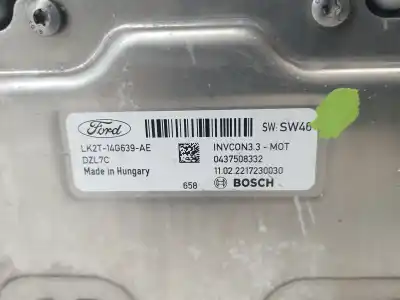 Ford
SW: SW46
LK2T-14G639-AE
INVCON3.3 - MOT
DZL7C
0437508332
Made in Hungary
11.02.2217230030
658
BOSCH